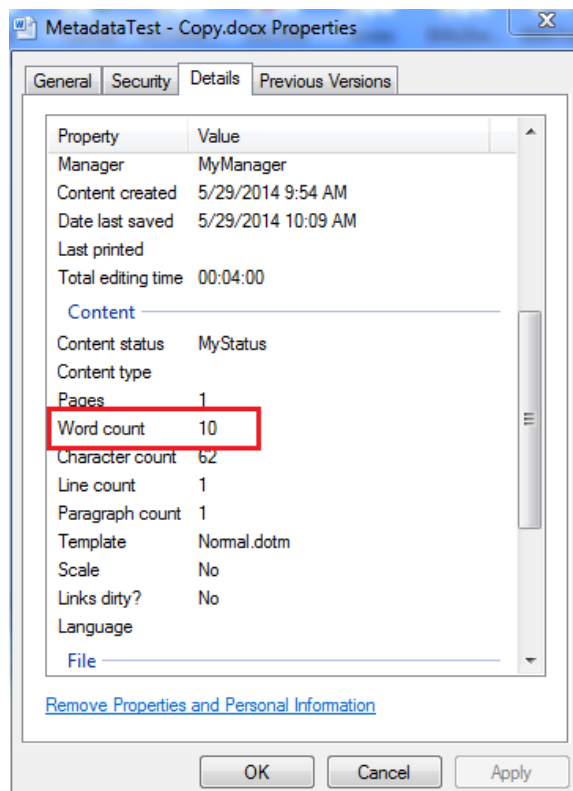 MetadataTest - Copy.docx Properties
General Security Details Previous Versions
Property Value
Manager MyManager
Content created 5/29/2014 9:54 AM
Date last saved 5/29/2014 10:09 AM
Last printed
Total editing time 00:04:00
Content
Content status MyStatus
Content type
Pages 1
Word count 10
Character count 62
Line count 1
Paragraph count 1
Template Normal.dotm
Scale No
Links dirty? No
Language
File
Remove Properties and Personal Information
OK Cancel Apply